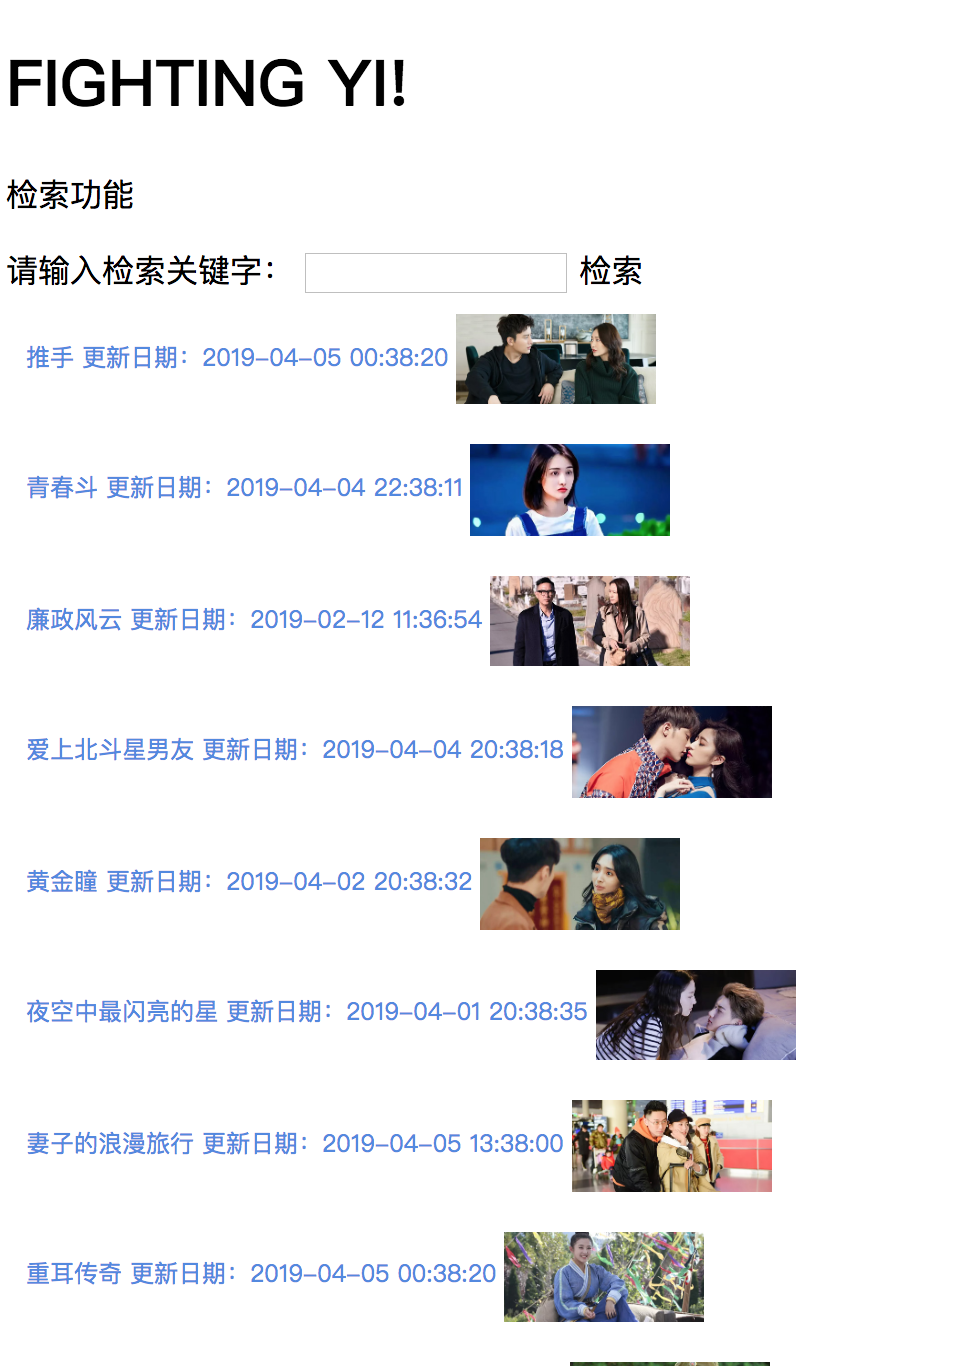 FIGHTING YI!
检索功能
请输入检索关键字： 检索
推手 更新日期：2019-04-05 00:38:20
青春斗 更新日期：2019-04-04 22:38:11
廉政风云 更新日期：2019-02-12 11:36:54
爱上北斗星男友 更新日期：2019-04-04 20:38:18
黄金瞳 更新日期：2019-04-02 20:38:32
夜空中最闪亮的星 更新日期：2019-04-01 20:38:35
妻子的浪漫旅行 更新日期：2019-04-05 13:38:00
重耳传奇 更新日期：2019-04-05 00:38:20